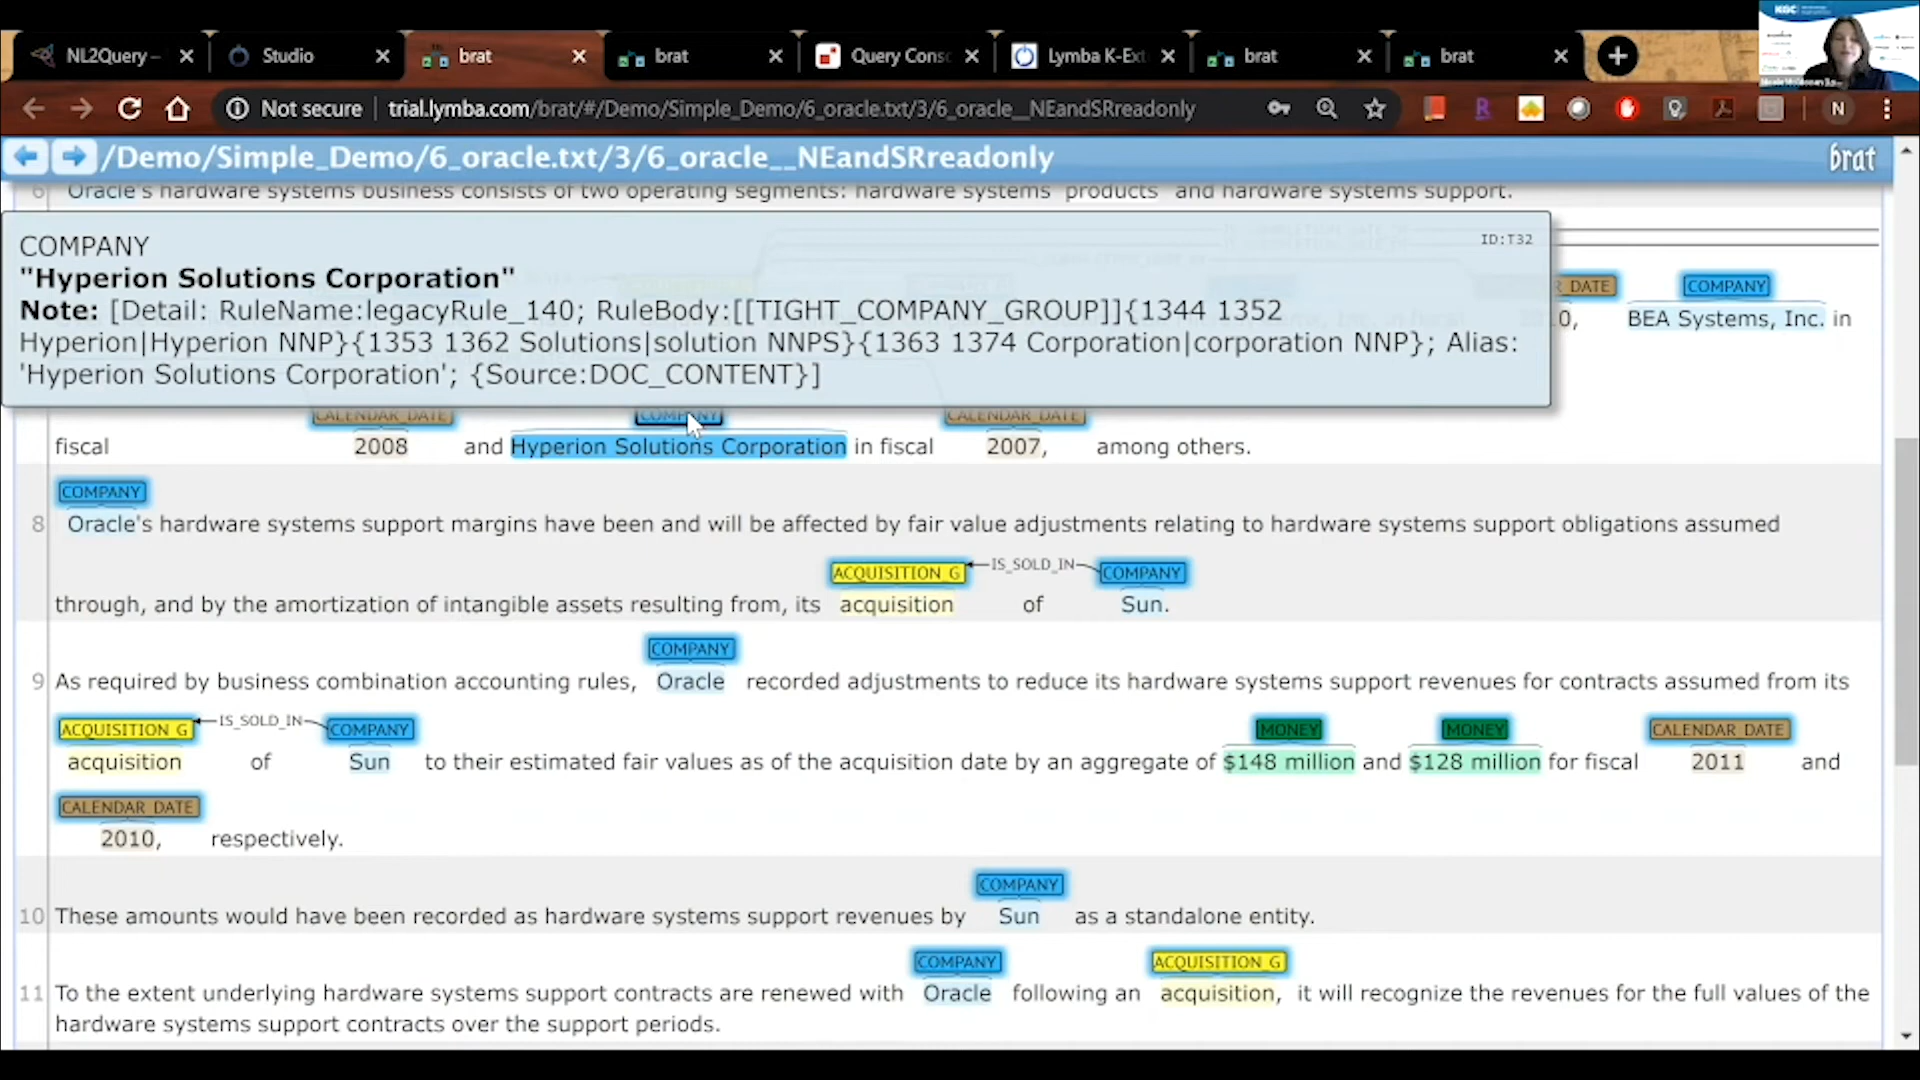 NL2Query –
Studio
brat
brat
Query Cons
Lymba K-Ext
brat
brat
KGC
Not secure
trial.lymba.com/brat/#/Demo/Simple_Demo/6_oracle.txt/3/6_oracle__NEandSRreadonly
N
/Demo/Simple_Demo/6_oracle.txt/3/6_oracle__NEandSRreadonly
brat
6 Oracle's hardware systems business consists of two operating segments: hardware systems products and hardware systems support.
COMPANY
ID:T32
"Hyperion Solutions Corporation"
Note: [Detail: RuleName:legacyRule_140; RuleBody:[[TIGHT_COMPANY_GROUP]]{1344 1352
Hyperion|Hyperion NNP}{1353 1362 Solutions|solution NNPS}{1363 1374 Corporation|corporation NNP}; Alias:
'Hyperion Solutions Corporation'; {Source:DOC_CONTENT}]
R_DATE COMPANY
0, BEA Systems, Inc. in
CALENDAR_DATE COMPANY CALENDAR_DATE
fiscal 2008 and Hyperion Solutions Corporation in fiscal 2007, among others.
COMPANY
8 Oracle's hardware systems support margins have been and will be affected by fair value adjustments relating to hardware systems support obligations assumed
ACQUISITION_G IS_SOLD_IN COMPANY
through, and by the amortization of intangible assets resulting from, its acquisition of Sun.
COMPANY
9 As required by business combination accounting rules, Oracle recorded adjustments to reduce its hardware systems support revenues for contracts assumed from its
ACQUISITION_G IS_SOLD_IN COMPANY MONEY MONEY CALENDAR_DATE
acquisition of Sun to their estimated fair values as of the acquisition date by an aggregate of $148 million and $128 million for fiscal 2011 and
CALENDAR_DATE
2010, respectively.
COMPANY
10 These amounts would have been recorded as hardware systems support revenues by Sun as a standalone entity.
COMPANY ACQUISITION_G
11 To the extent underlying hardware systems support contracts are renewed with Oracle following an acquisition, it will recognize the revenues for the full values of the
hardware systems support contracts over the support periods.